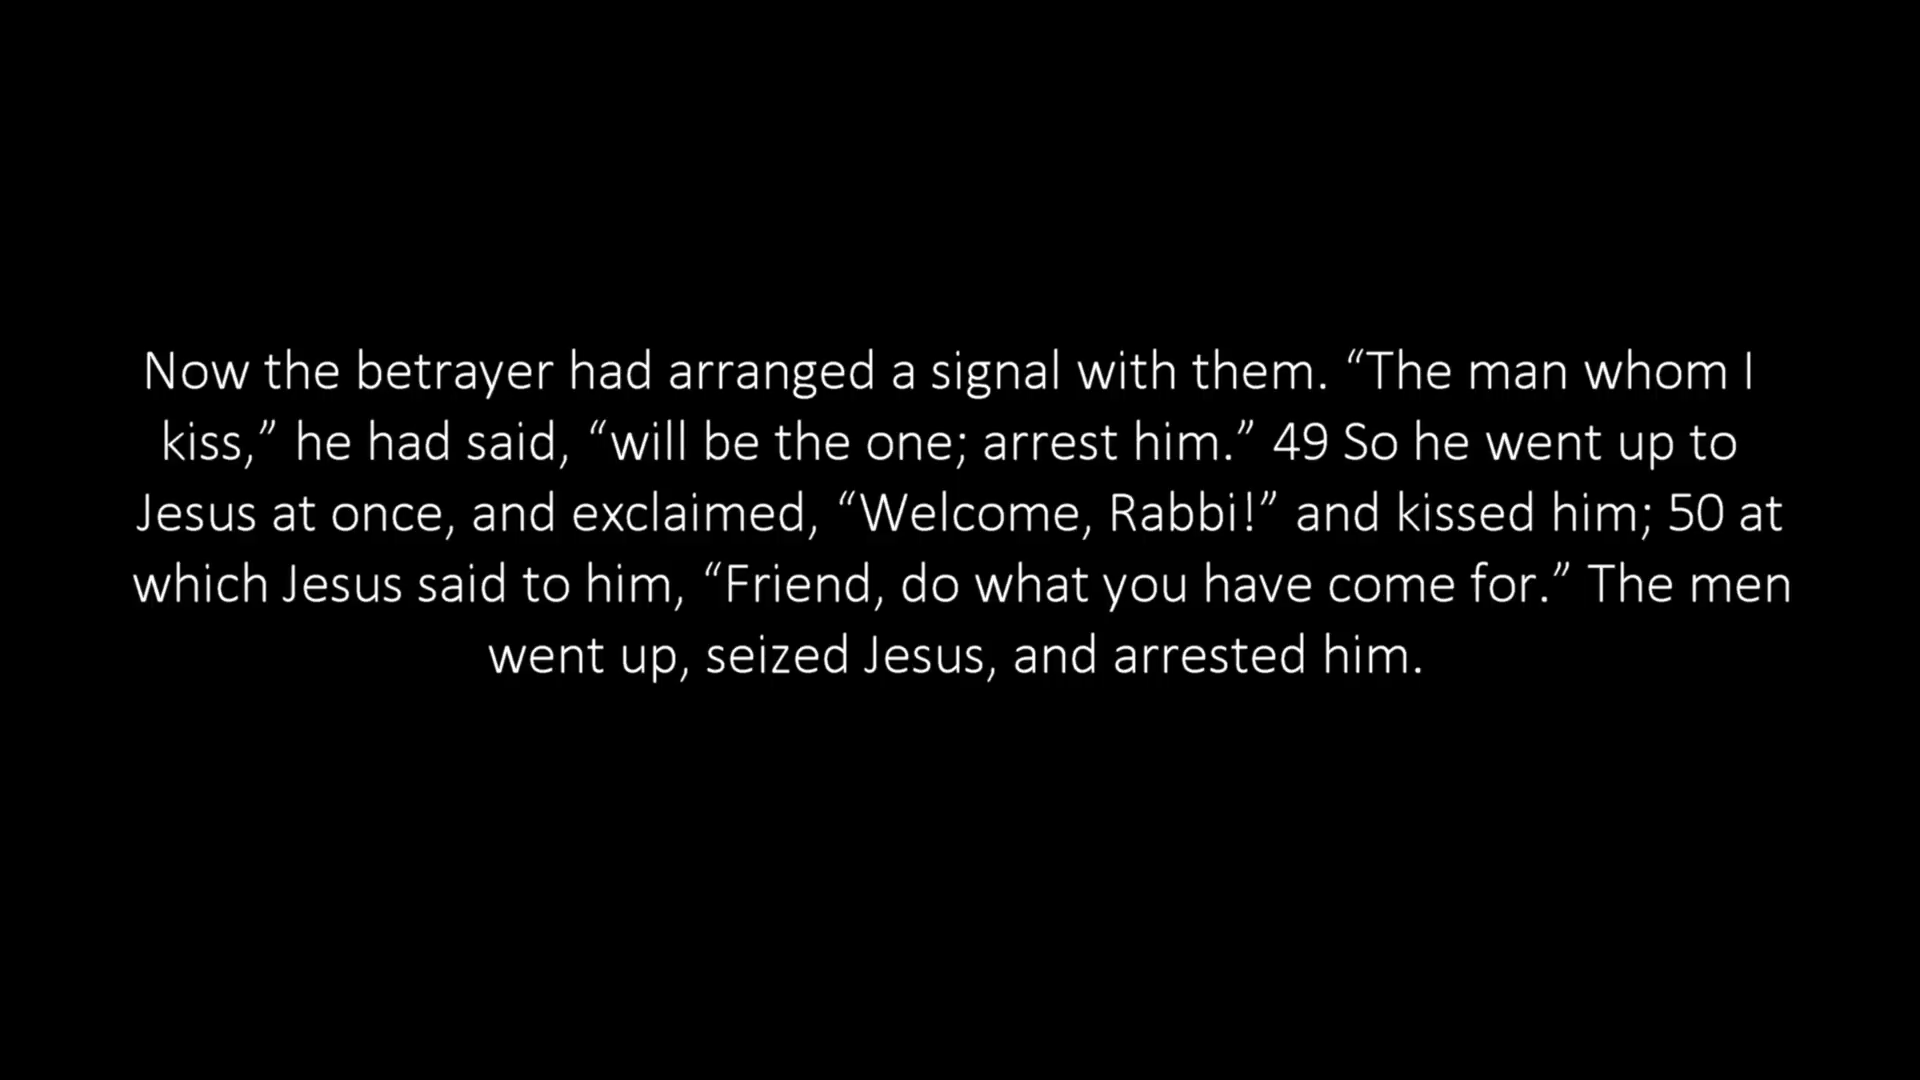 Now the betrayer had arranged a signal with them. “The man whom I
kiss,” he had said, “will be the one; arrest him.” 49 So he went up to
Jesus at once, and exclaimed, “Welcome, Rabbi!” and kissed him; 50 at
which Jesus said to him, “Friend, do what you have come for.” The men
went up, seized Jesus, and arrested him.